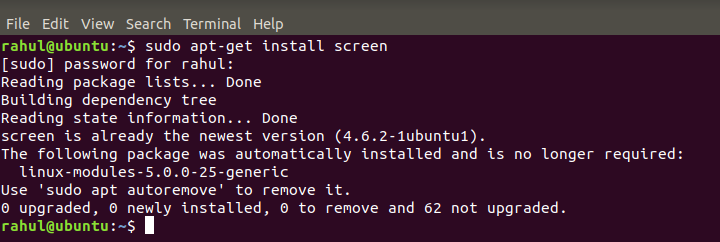 File Edit View Search Terminal Help
rahul@ubuntu:~$ sudo apt-get install screen
[sudo] password for rahul:
Reading package lists... Done
Building dependency tree
Reading state information... Done
screen is already the newest version (4.6.2-1ubuntu1).
The following package was automatically installed and is no longer required:
  linux-modules-5.0.0-25-generic
Use 'sudo apt autoremove' to remove it.
0 upgraded, 0 newly installed, 0 to remove and 62 not upgraded.
rahul@ubuntu:~$